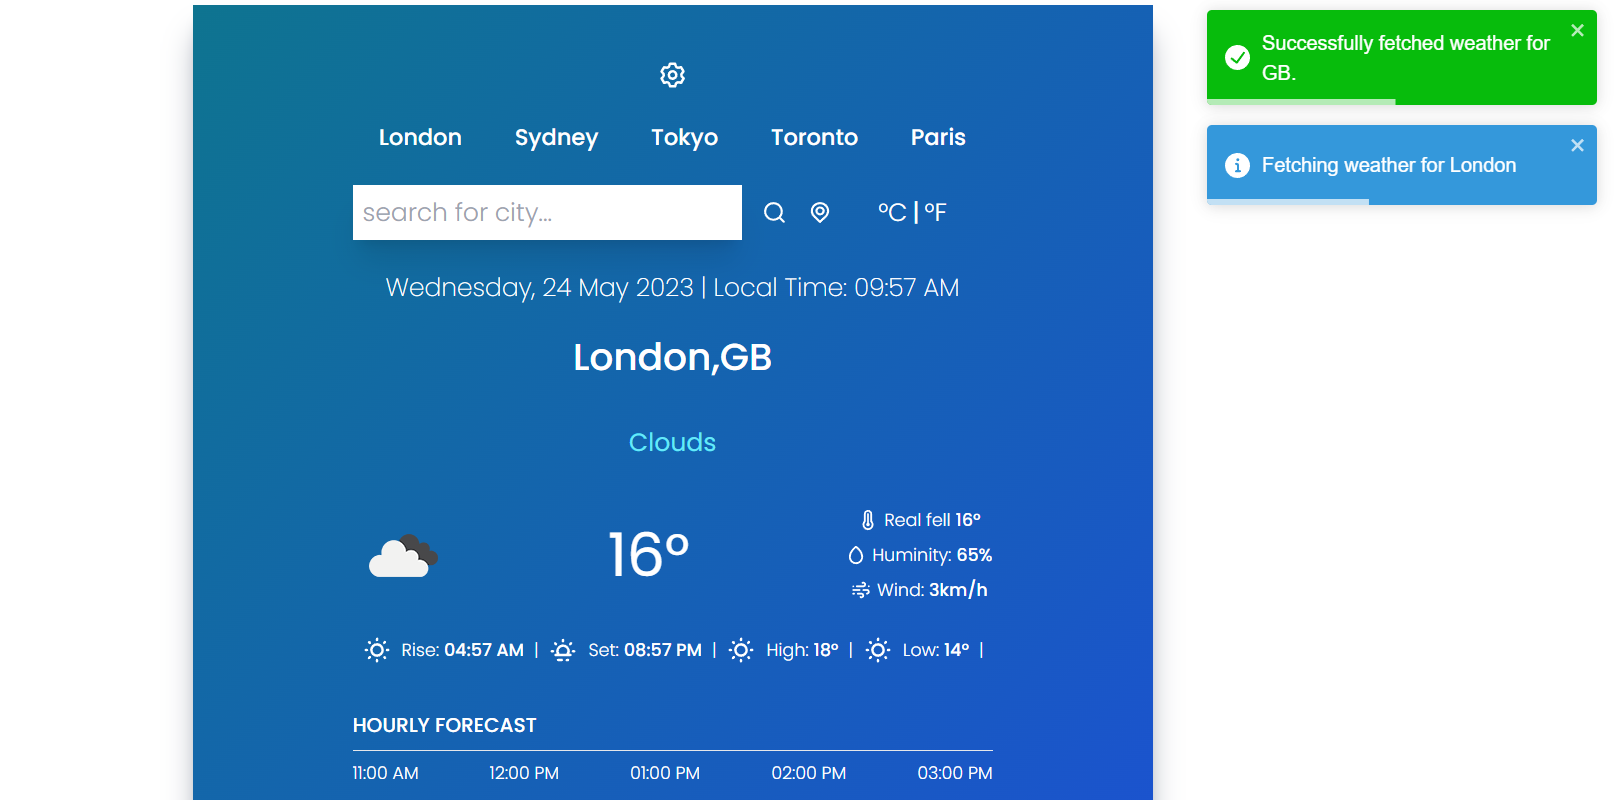 London Sydney Tokyo Toronto Paris
search for city...
°C | °F
Wednesday, 24 May 2023 | Local Time: 09:57 AM
London,GB
Clouds
16°
Real fell 16°
Huminity: 65%
Wind: 3km/h
Rise: 04:57 AM | Set: 08:57 PM | High: 18° | Low: 14° |
HOURLY FORECAST
11:00 AM 12:00 PM 01:00 PM 02:00 PM 03:00 PM
Successfully fetched weather for
GB.
Fetching weather for London